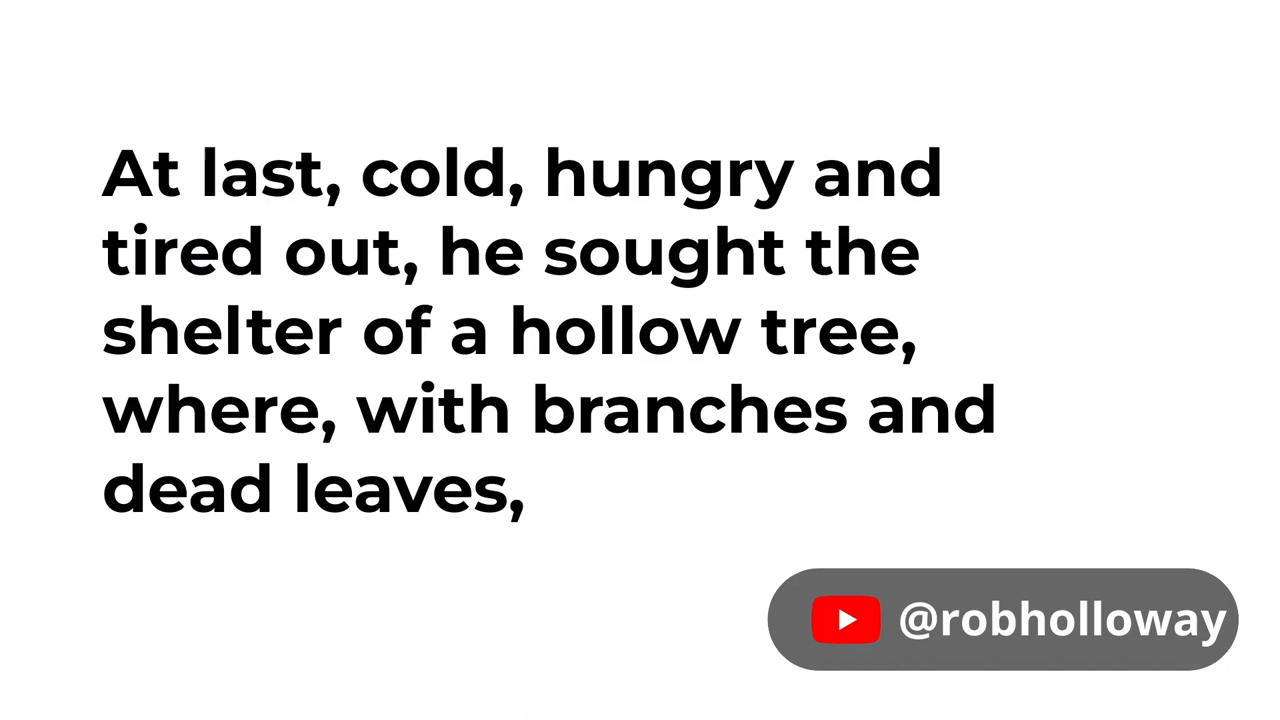 At last, cold, hungry and
tired out, he sought the
shelter of a hollow tree,
where, with branches and
dead leaves,
@robholloway